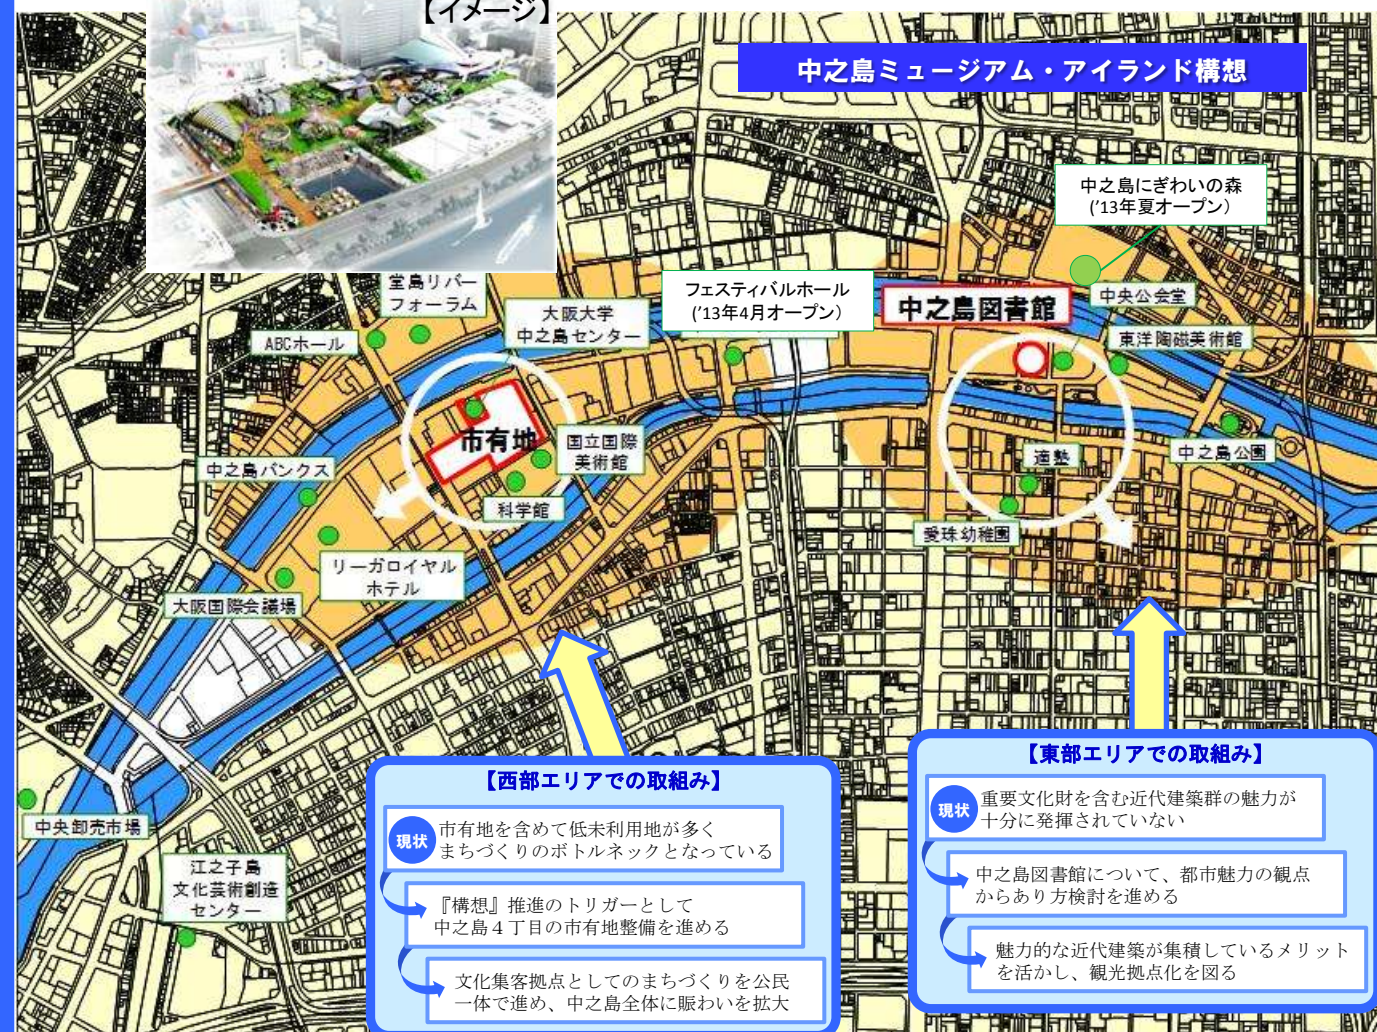 【イメージ】
中之島ミュージアム・アイランド構想
中之島にぎわいの森
('13年夏オープン)
堂島リバー
フォーラム
大阪大学
中之島センター
フェスティバルホール
('13年4月オープン)
中之島図書館
中央公会堂
ABCホール
東洋陶磁美術館
市有地
国立国際
美術館
中之島バンクス
科学館
適塾
中之島公園
愛珠幼稚園
リーガロイヤル
ホテル
大阪国際会議場
中央卸売市場
江之子島
文化芸術創造
センター
【西部エリアでの取組み】
現状
市有地を含めて低未利用地が多く
まちづくりのボトルネックとなっている
『構想』推進のトリガーとして
中之島4丁目の市有地整備を進める
文化集客拠点としてのまちづくりを公民
一体で進め、中之島全体に賑わいを拡大
【東部エリアでの取組み】
現状
重要文化財を含む近代建築群の魅力が
十分に発揮されていない
中之島図書館について、都市魅力の観点
からあり方検討を進める
魅力的な近代建築が集積しているメリット
を活かし、観光拠点化を図る